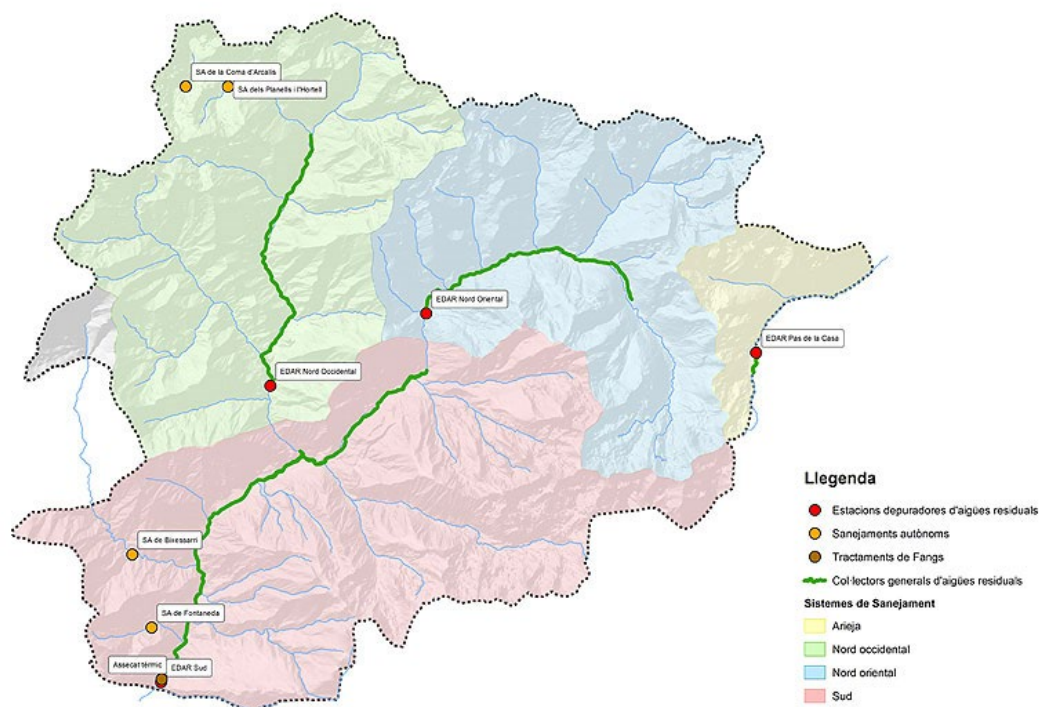 SA de la Coma d'Arcalís
SA dels Planells i l'Hortell
EDAR Nord Oriental
EDAR Pas de la Casa
EDAR Nord Occidental
SA de Bixessarri
SA de Fontaneda
Assecat tèrmic
EDAR Sud
Llegenda
Estacions depuradores d'aigües residuals
Sanejaments autònoms
Tractaments de Fangs
Col·lectors generals d'aigües residuals
Sistemes de Sanejament
Arieja
Nord occidental
Nord oriental
Sud